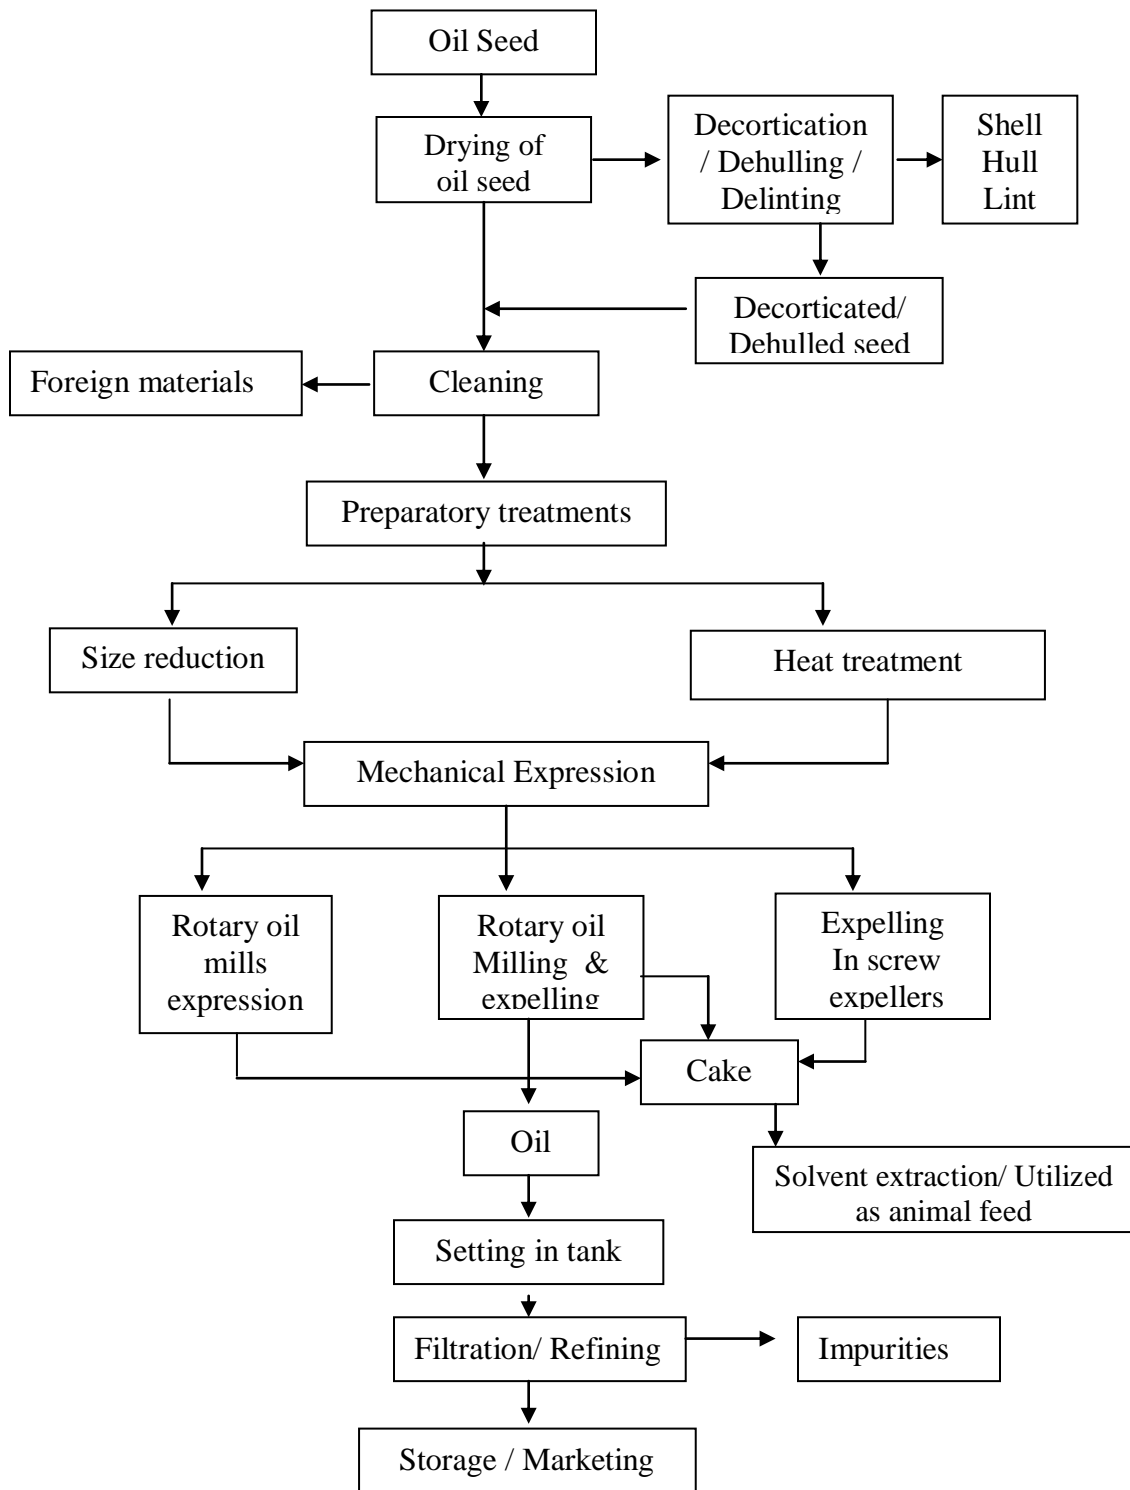 Oil Seed
Drying of
oil seed
Decortication
/ Dehulling /
Delinting
Shell
Hull
Lint
Decorticated/
Dehulled seed
Foreign materials
Cleaning
Preparatory treatments
Size reduction
Heat treatment
Mechanical Expression
Rotary oil
mills
expression
Rotary oil
Milling &
expelling
Expelling
In screw
expellers
Cake
Oil
Solvent extraction/ Utilized
as animal feed
Setting in tank
Filtration/ Refining
Impurities
Storage / Marketing